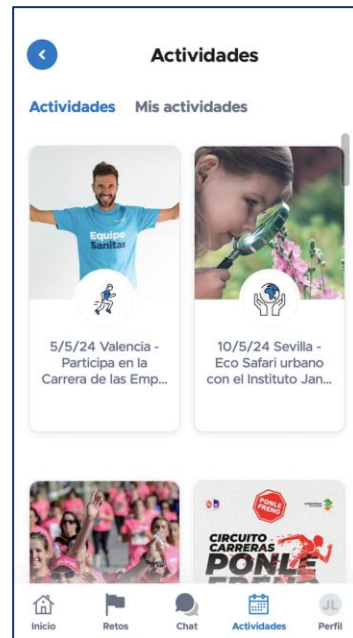 Actividades
Actividades Mis actividades
Equipo
Sanitas
5/5/24 Valencia -
Participa en la
Carrera de las Emp...
10/5/24 Sevilla -
Eco Safari urbano
con el Instituto Jan...
PONLE
FRENO
CIRCUITO
CARRERAS
PONLE
FRENO
Inicio Retos Chat Actividades Perfil
JL